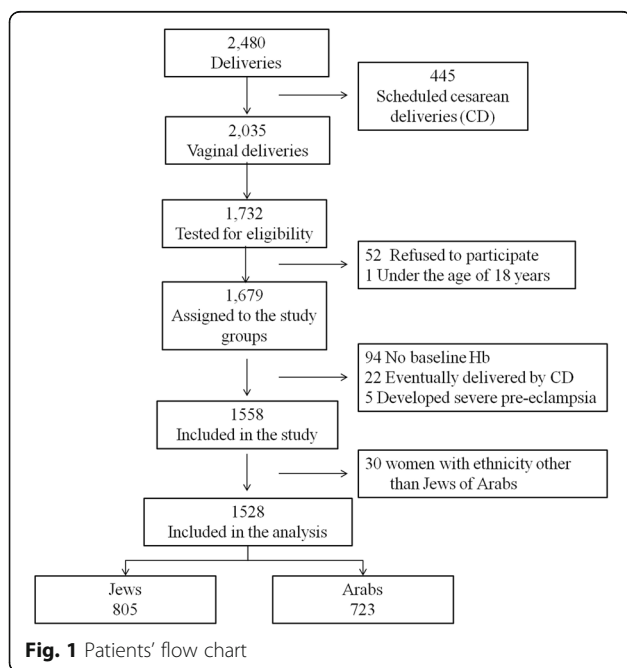 2,480
Deliveries
445
Scheduled cesarean
deliveries (CD)
2,035
Vaginal deliveries
1,732
Tested for eligibility
52 Refused to participate
1 Under the age of 18 years
1,679
Assigned to the study
groups
94 No baseline Hb
22 Eventually delivered by CD
5 Developed severe pre-eclampsia
1558
Included in the study
30 women with ethnicity other
than Jews of Arabs
1528
Included in the analysis
Jews
805
Arabs
723
Fig. 1 Patients' flow chart